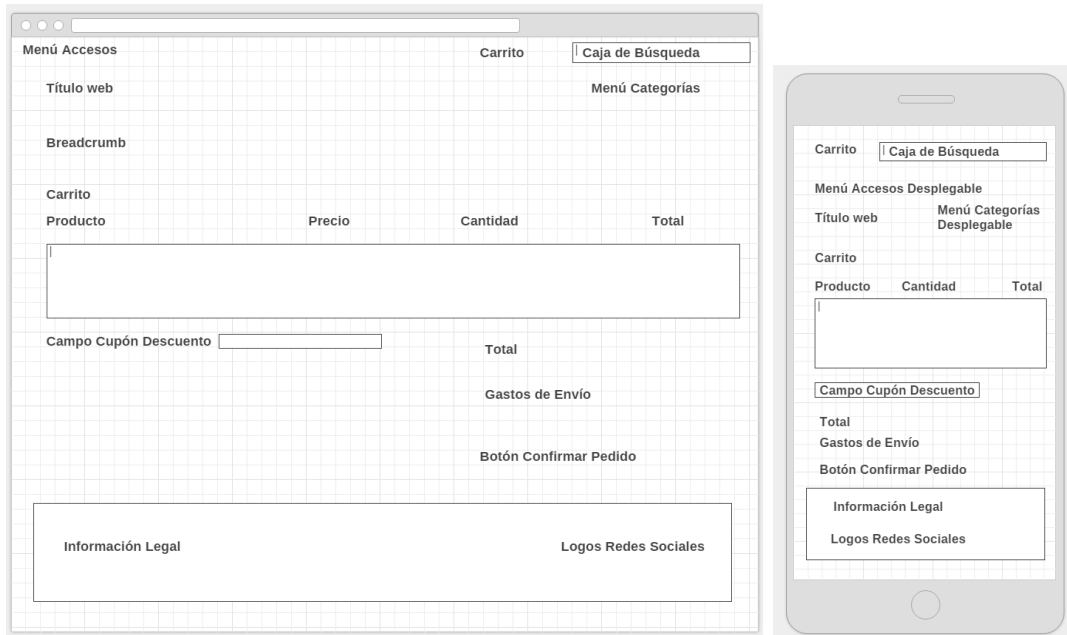 Menú Accesos
Carrito
Caja de Búsqueda
Título web
Menú Categorías
Breadcrumb
Carrito
Producto Precio Cantidad Total
Campo Cupón Descuento
Total
Gastos de Envío
Botón Confirmar Pedido
Información Legal
Logos Redes Sociales
Carrito
Caja de Búsqueda
Menú Accesos Desplegable
Título web
Menú Categorías
Desplegable
Carrito
Producto Cantidad Total
Campo Cupón Descuento
Total
Gastos de Envío
Botón Confirmar Pedido
Información Legal
Logos Redes Sociales